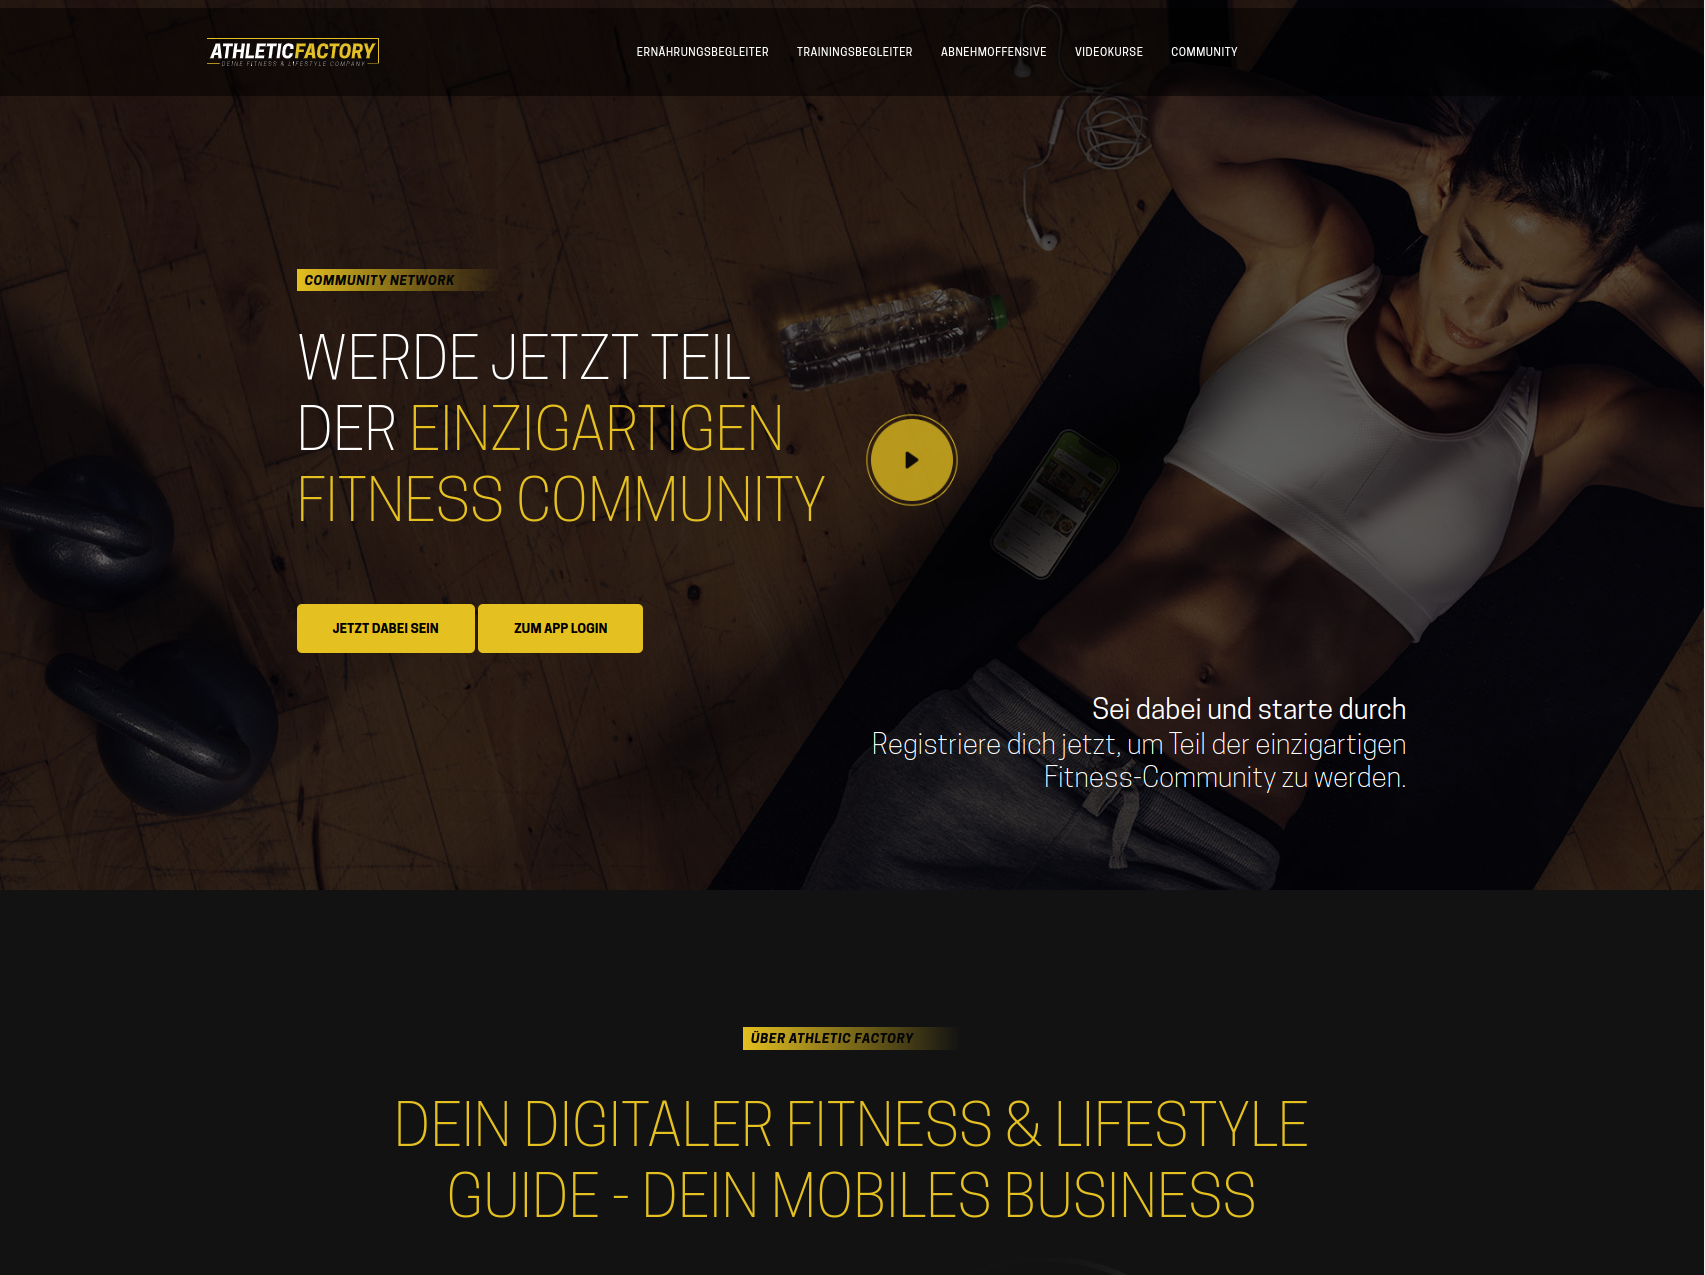 ATHLETICFACTORY
DEINE FITNESS & LIFESTYLE COMPANY
ERNÄHRUNGSBEGLEITER TRAININGSBEGLEITER ABNEHMOFFENSIVE VIDEOKURSE COMMUNITY
COMMUNITY NETWORK
WERDE JETZT TEIL
DER EINZIGARTIGEN
FITNESS COMMUNITY
JETZT DABEI SEIN ZUM APP LOGIN
Sei dabei und starte durch
Registriere dich jetzt, um Teil der einzigartigen
Fitness-Community zu werden.
ÜBER ATHLETIC FACTORY
DEIN DIGITALER FITNESS & LIFESTYLE
GUIDE - DEIN MOBILES BUSINESS